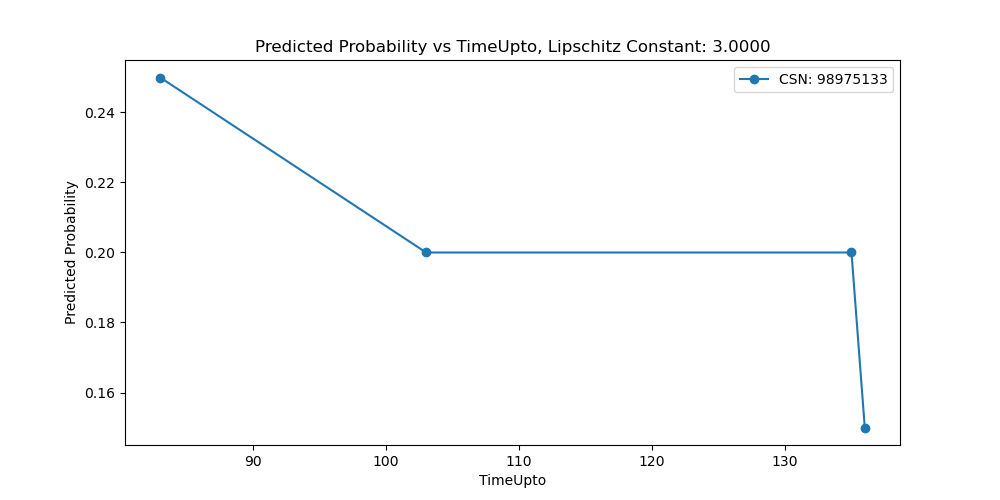 Predicted Probability vs TimeUpto, Lipschitz Constant: 3.0000
CSN: 98975133
Predicted Probability
0.24
0.22
0.20
0.18
0.16
90 100 110 120 130
TimeUpto